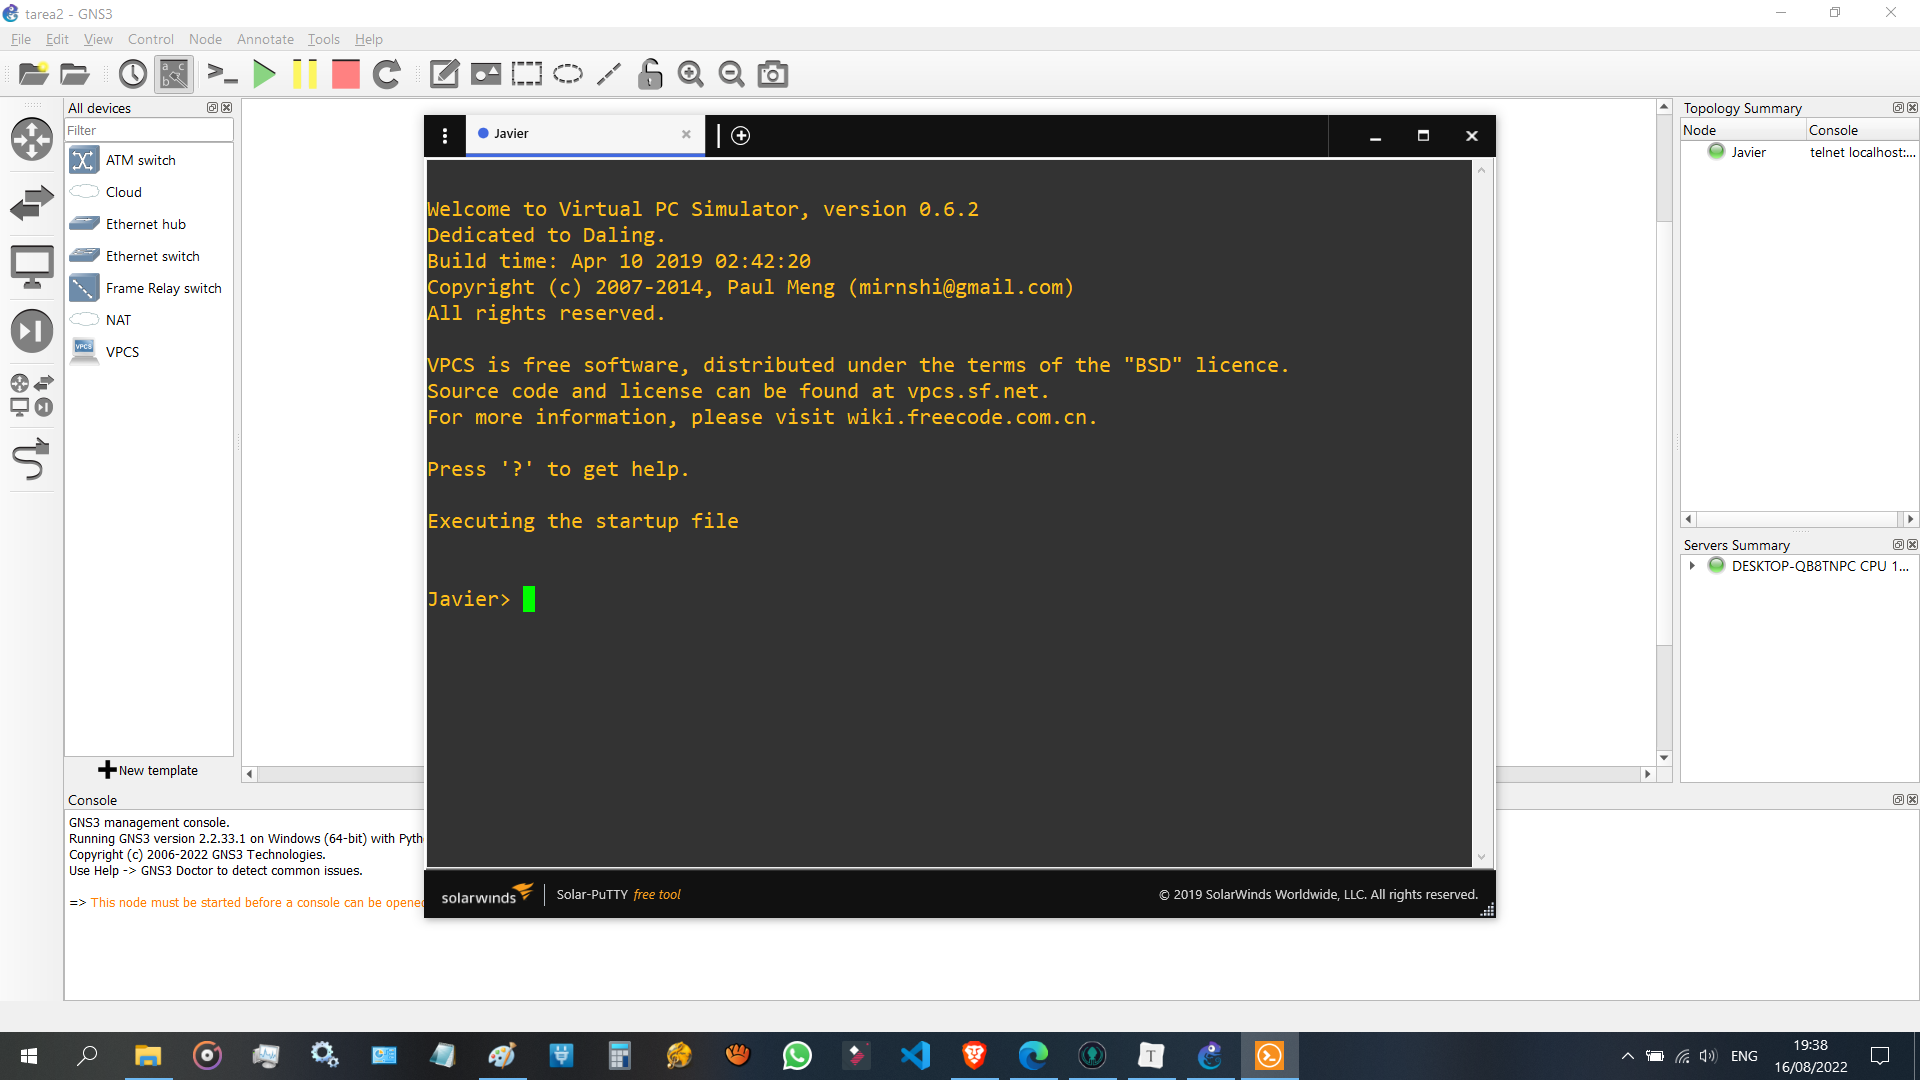 tarea2 - GNS3
File Edit View Control Node Annotate Tools Help
All devices
Filter
ATM switch
Cloud
Ethernet hub
Ethernet switch
Frame Relay switch
NAT
VPCS
New template
Javier
Welcome to Virtual PC Simulator, version 0.6.2
Dedicated to Daling.
Build time: Apr 10 2019 02:42:20
Copyright (c) 2007-2014, Paul Meng (mirnshi@gmail.com)
All rights reserved.
VPCS is free software, distributed under the terms of the "BSD" licence.
Source code and license can be found at vpcs.sf.net.
For more information, please visit wiki.freecode.com.cn.
Press '?' to get help.
Executing the startup file
Javier>
solarwinds Solar-PuTTY free tool © 2019 SolarWinds Worldwide, LLC. All rights reserved.
Topology Summary
Node Console
Javier telnet localhost:...
Servers Summary
DESKTOP-QB8TNPC CPU 1...
Console
GNS3 management console.
Running GNS3 version 2.2.33.1 on Windows (64-bit) with Pyth
Copyright (c) 2006-2022 GNS3 Technologies.
Use Help -> GNS3 Doctor to detect common issues.
=> This node must be started before a console can be opened
ENG
19:38
16/08/2022